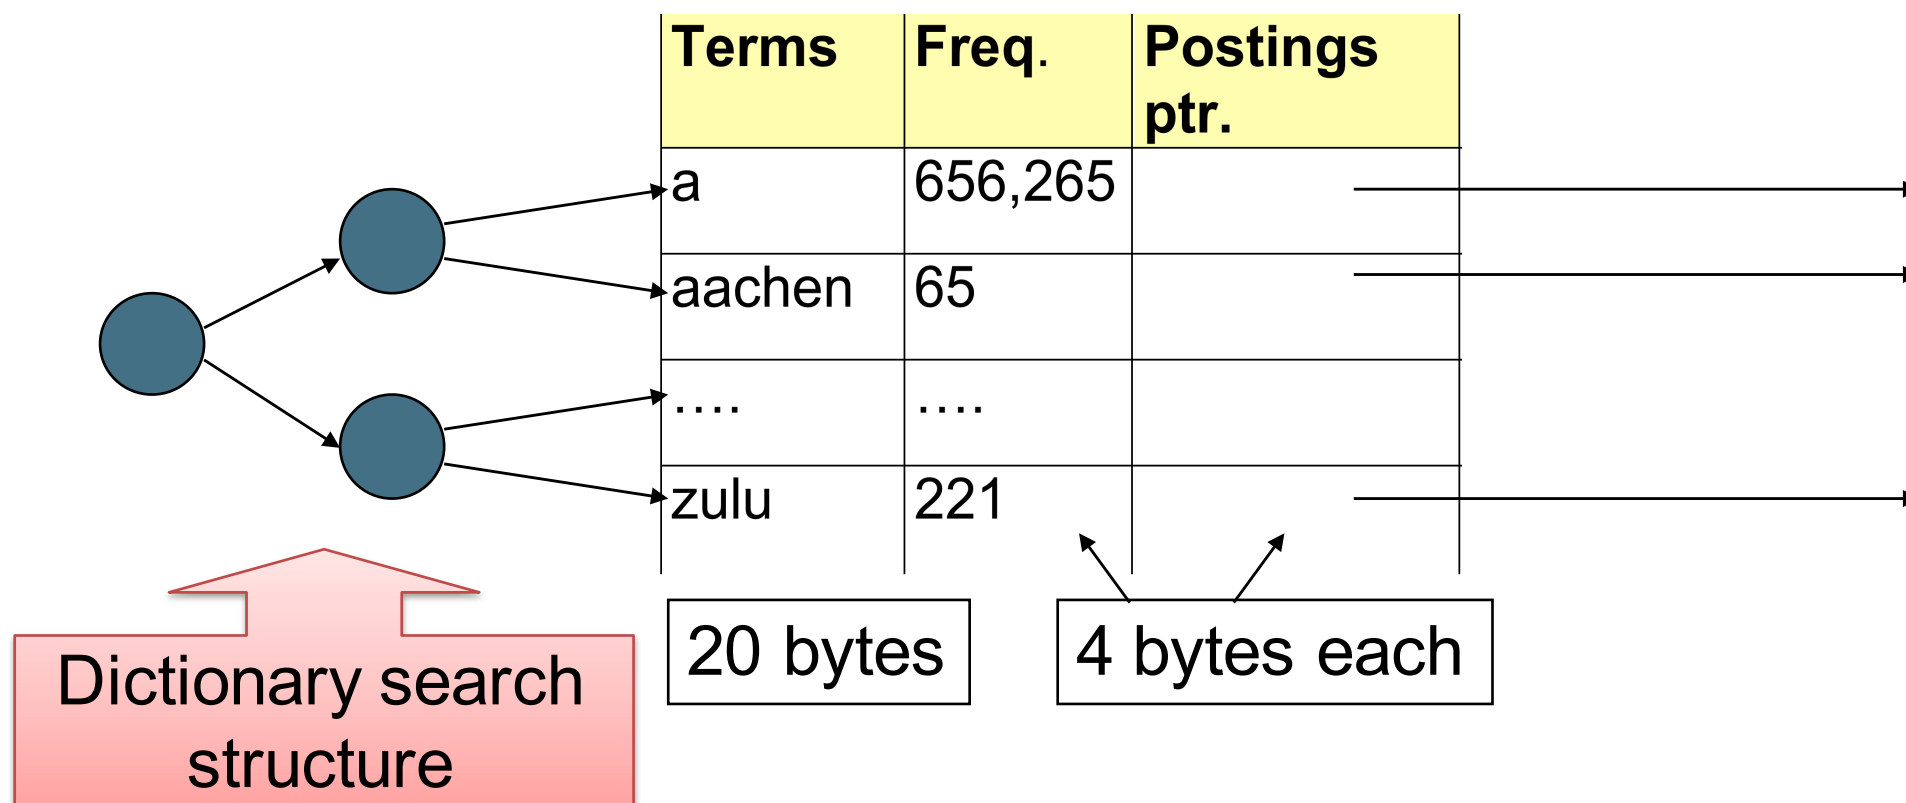 Terms Freq. Postings
ptr.
a 656,265
aachen 65
.... ....
zulu 221
20 bytes 4 bytes each
Dictionary search
structure